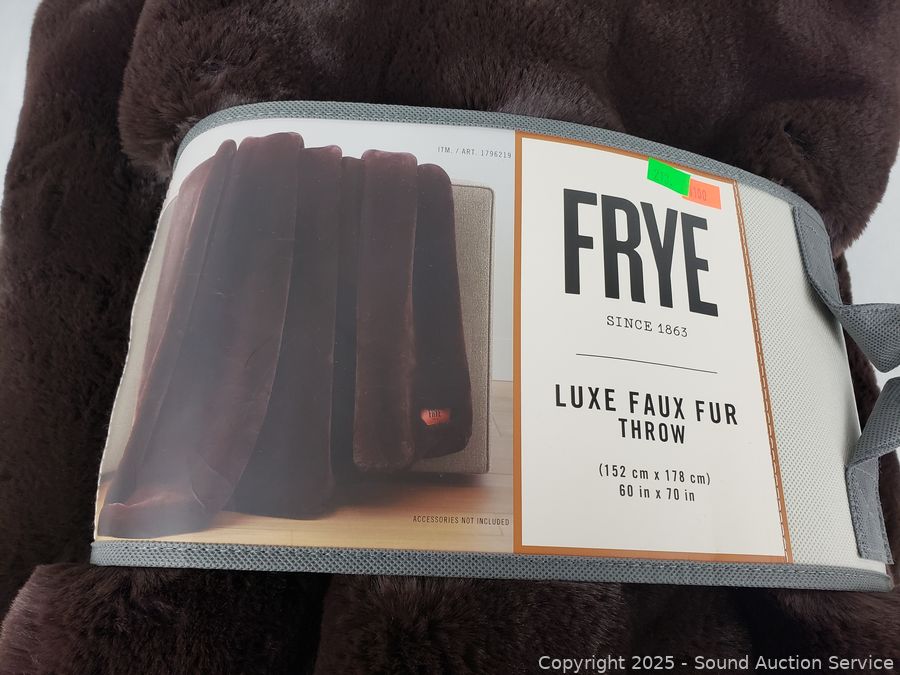 ITM. / ART. 1796219
FRYE
SINCE 1863
LUXE FAUX FUR
THROW
(152 cm x 178 cm)
60 in x 70 in
FRYE
ACCESSORIES NOT INCLUDED
Copyright © 2025 - Sound Auction Service